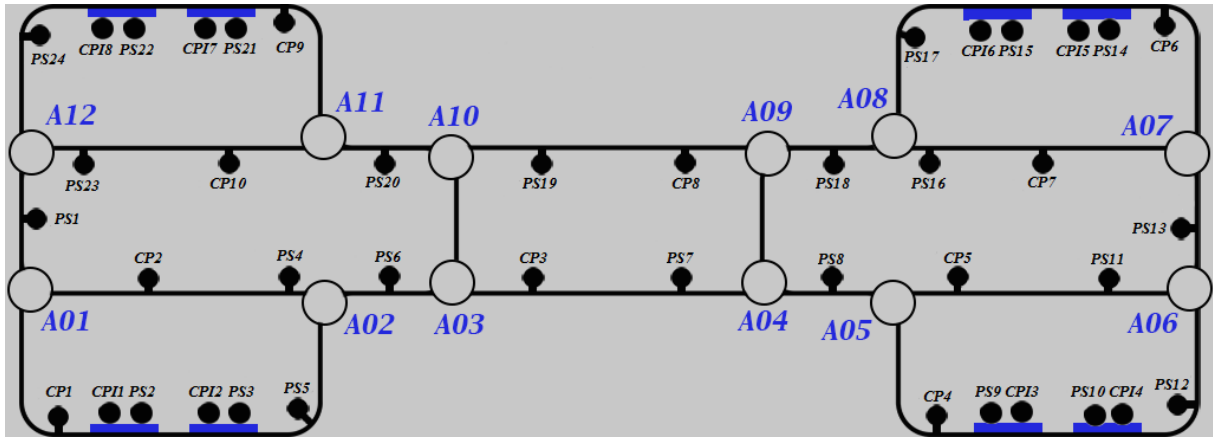 PS24 CPI8 PS22 CPI7 PS21 CP9 PS17 CPI6 PS15 CPI5 PS14 CP6
A12 A11 A10 A09 A08 A07
PS23 CP10 PS20 PS19 CP8 PS18 PS16 CP7
PS1 PS13
CP2 PS4 PS6 CP3 PS7 PS8 CP5 PS11
A01 A02 A03 A04 A05 A06
CP1 CPI1 PS2 CPI2 PS3 PS5 CP4 PS9 CPI3 PS10 CPI4 PS12